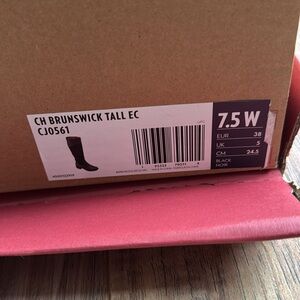 CH BRUNSWICK TALL EC
CJ0561
7.5 W
EUR 38
UK 5
CM 24.5
BLACK
NOIR